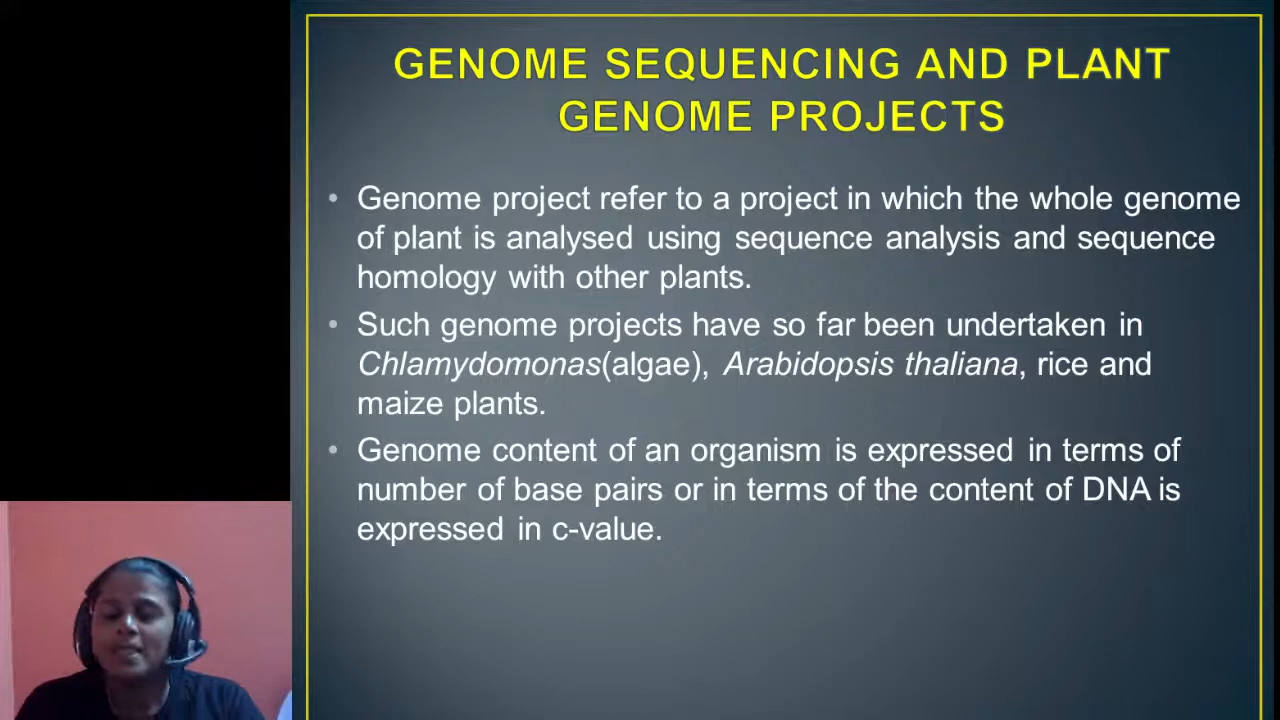 GENOME SEQUENCING AND PLANT
GENOME PROJECTS
• Genome project refer to a project in which the whole genome
of plant is analysed using sequence analysis and sequence
homology with other plants.
• Such genome projects have so far been undertaken in
Chlamydomonas(algae), Arabidopsis thaliana, rice and
maize plants.
• Genome content of an organism is expressed in terms of
number of base pairs or in terms of the content of DNA is
expressed in c-value.